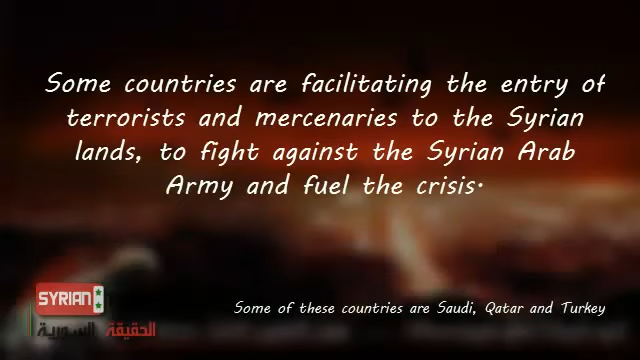 Some countries are facilitating the entry of
terrorists and mercenaries to the Syrian
lands, to fight against the Syrian Arab
Army and fuel the crisis.
SYRIAN
الحقيقة السورية
Some of these countries are Saudi, Qatar and Turkey